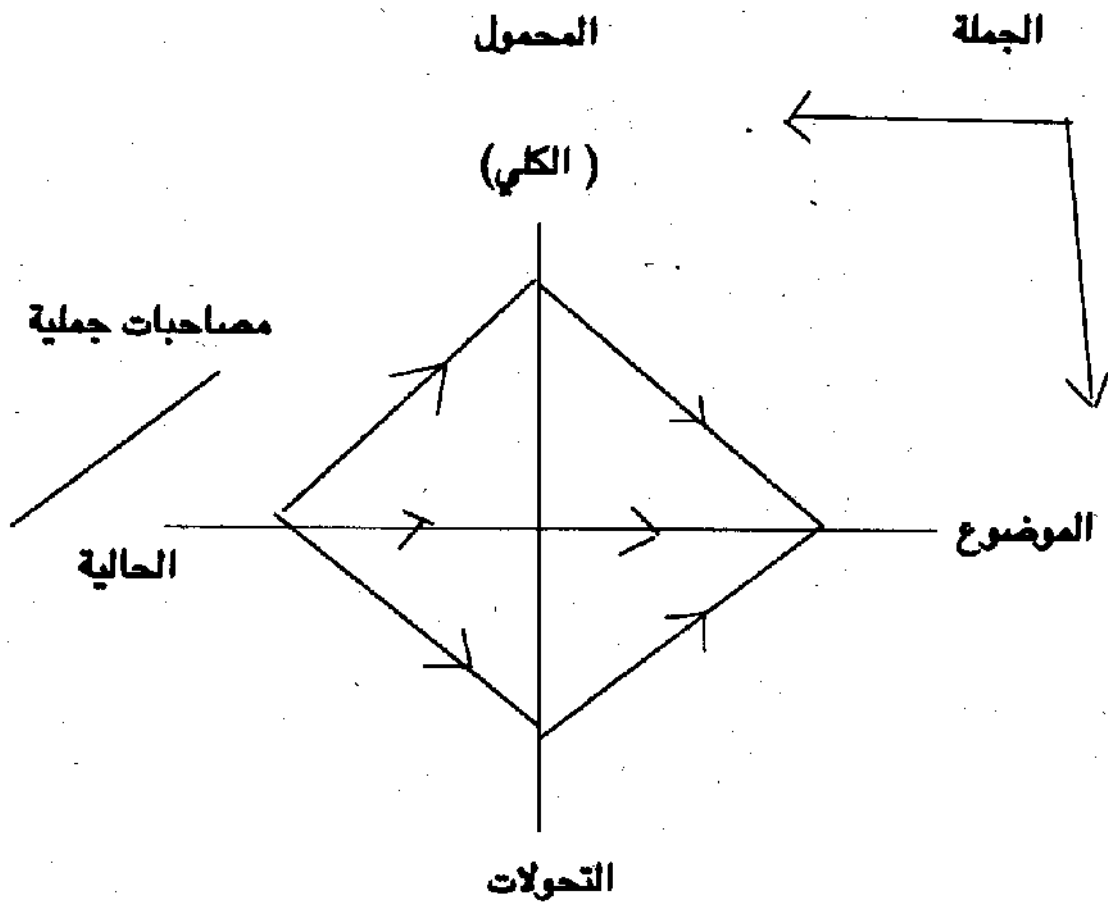 الجملة
المحمول
( الكلي)
مصاحبات جملية
الموضوع
الحالية
التحولات